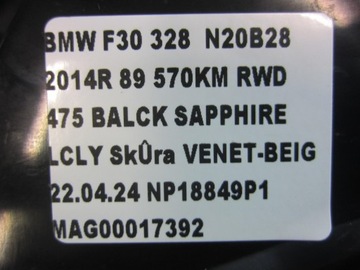 BMW F30 328 N20B28
2014R 89 570KM RWD
475 BALCK SAPPHIRE
LCLY SkÛra VENET-BEIG
22.04.24 NP18849P1
MAG00017392